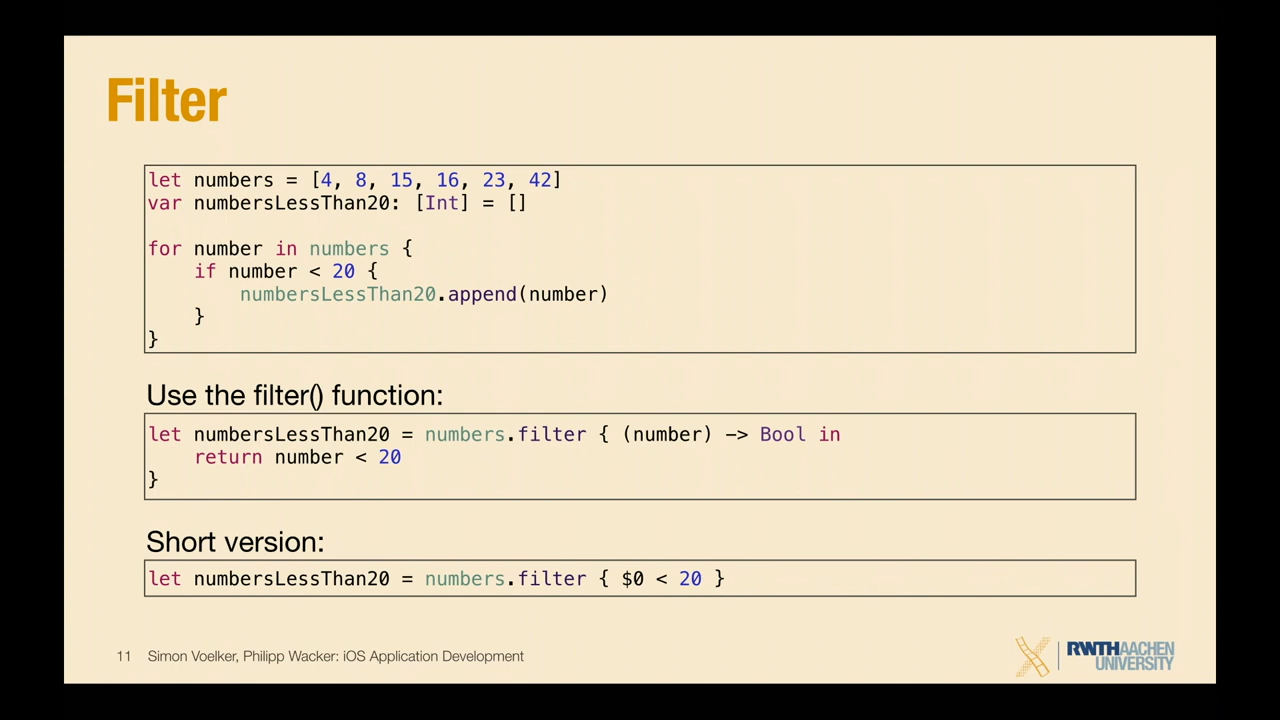 Filter
let numbers = [4, 8, 15, 16, 23, 42]
var numbersLessThan20: [Int] = []
for number in numbers {
    if number < 20 {
        numbersLessThan20.append(number)
    }
}
Use the filter() function:
let numbersLessThan20 = numbers.filter { (number) -> Bool in
    return number < 20
}
Short version:
let numbersLessThan20 = numbers.filter { $0 < 20 }
11 Simon Voelker, Philipp Wacker: iOS Application Development
RWTHAACHEN
UNIVERSITY